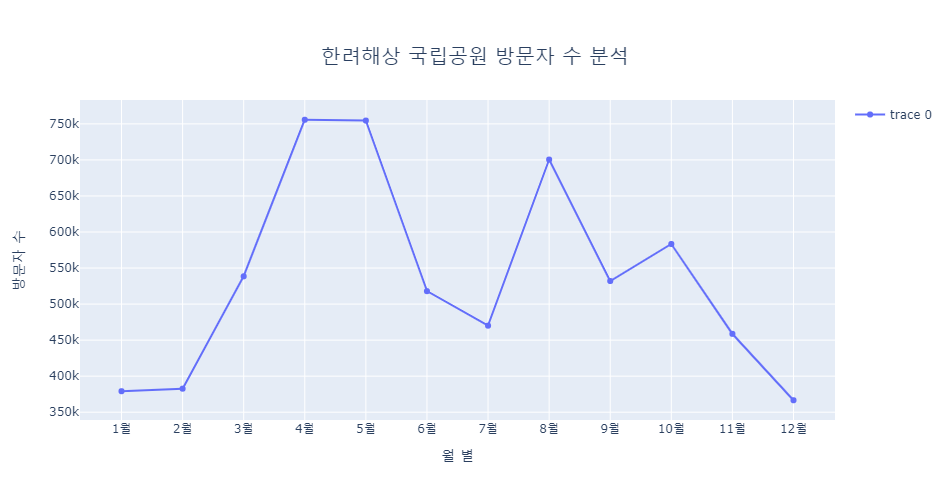 한려해상 국립공원 방문자 수 분석
trace 0
방문자 수
750k
700k
650k
600k
550k
500k
450k
400k
350k
1월 2월 3월 4월 5월 6월 7월 8월 9월 10월 11월 12월
월 별